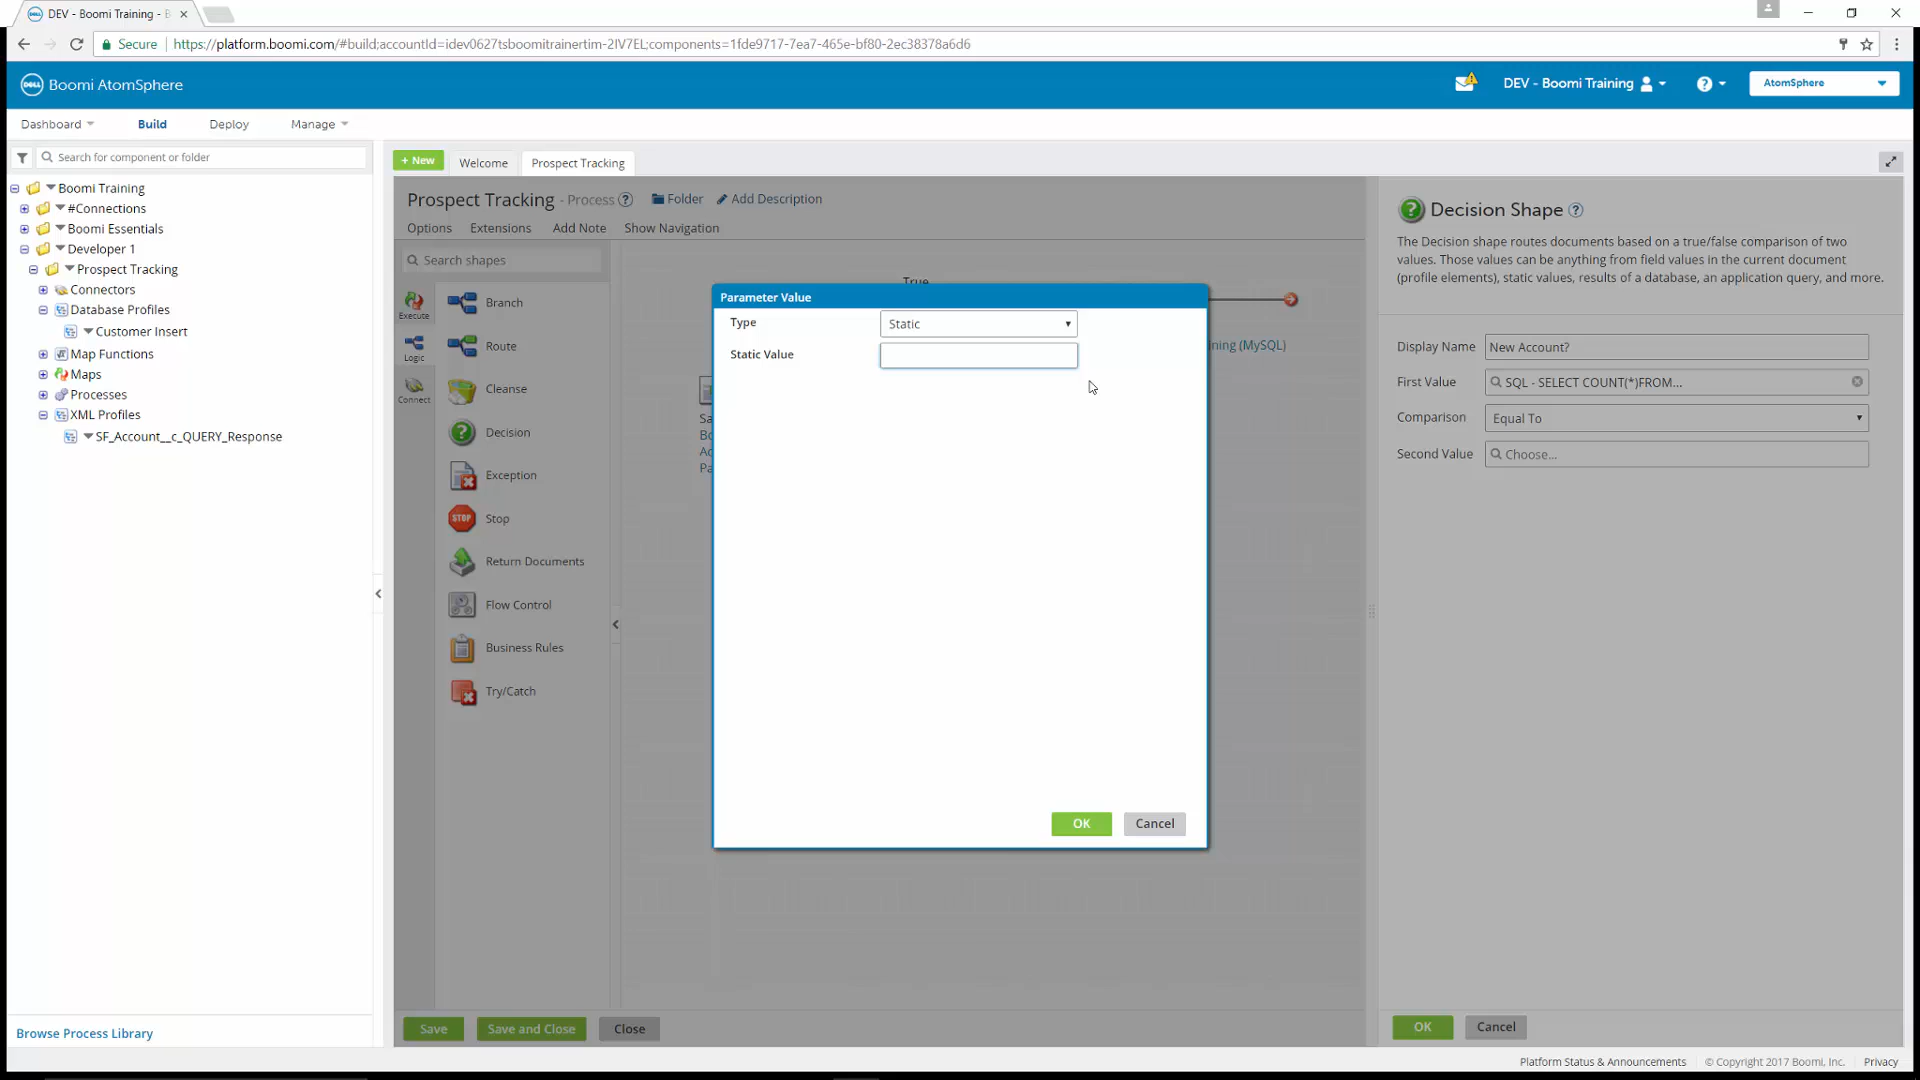 DEV - Boomi Training - B
Secure https://platform.boomi.com/#build;accountId=idev0627tsboomitrainertim-2IV7EL;components=1fde9717-7ea7-465e-bf80-2ec38378a6d6
DELL Boomi AtomSphere
DEV - Boomi Training
AtomSphere
Dashboard Build Deploy Manage
Search for component or folder
+ New Welcome Prospect Tracking
Boomi Training
#Connections
Boomi Essentials
Developer 1
Prospect Tracking
Connectors
Database Profiles
Customer Insert
Map Functions
Maps
Processes
XML Profiles
SF_Account__c_QUERY_Response
Browse Process Library
Prospect Tracking - Process ? Folder Add Description
Options Extensions Add Note Show Navigation
Search shapes
Execute
Logic
Connect
Branch
Route
Cleanse
Decision
Exception
STOP Stop
Return Documents
Flow Control
Business Rules
Try/Catch
True
ning (MySQL)
Sa
Bo
Ac
Pa
Parameter Value
Type Static
Static Value
OK Cancel
Save Save and Close Close
? Decision Shape ?
The Decision shape routes documents based on a true/false comparison of two
values. Those values can be anything from field values in the current document
(profile elements), static values, results of a database, an application query, and more.
Display Name New Account?
First Value SQL - SELECT COUNT(*)FROM...
Comparison Equal To
Second Value Choose...
OK Cancel
Platform Status & Announcements © Copyright 2017 Boomi, Inc. Privacy